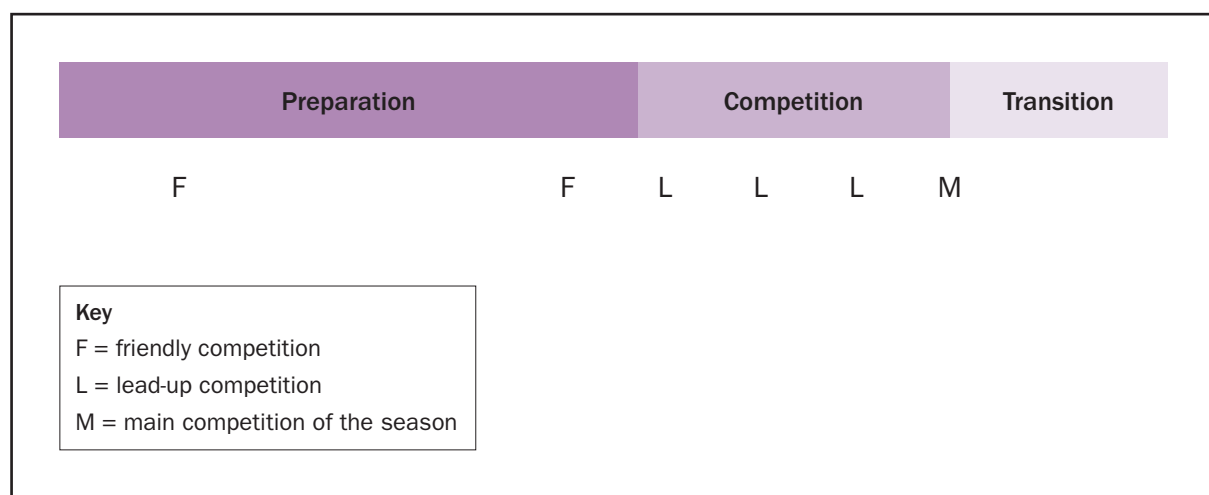 Preparation Competition Transition
F F L L L M
Key
F = friendly competition
L = lead-up competition
M = main competition of the season